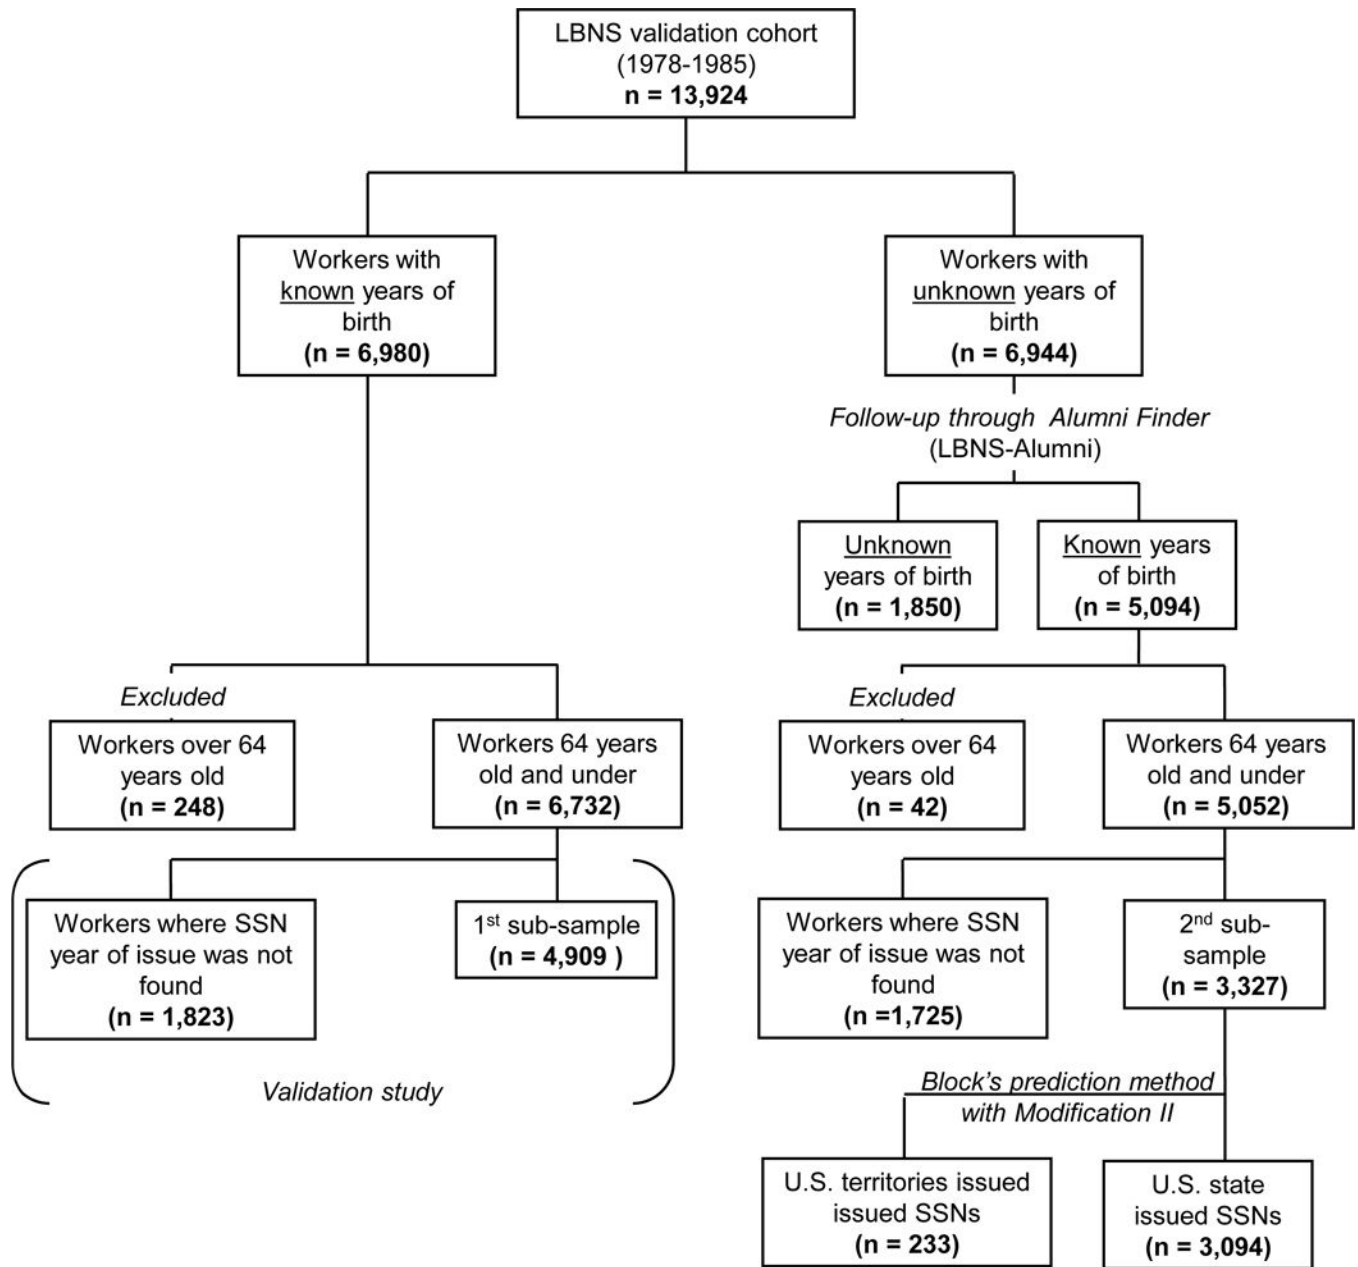 LBNS validation cohort
(1978-1985)
n = 13,924
Workers with
known years of
birth
(n = 6,980)
Workers with
unknown years of
birth
(n = 6,944)
Follow-up through Alumni Finder
(LBNS-Alumni)
Unknown
years of birth
(n = 1,850)
Known years
of birth
(n = 5,094)
Excluded
Workers over 64
years old
(n = 248)
Workers 64 years
old and under
(n = 6,732)
Excluded
Workers over 64
years old
(n = 42)
Workers 64 years
old and under
(n = 5,052)
Workers where SSN
year of issue was not
found
(n = 1,823)
1st sub-sample
(n = 4,909 )
Validation study
Workers where SSN
year of issue was not
found
(n =1,725)
2nd sub-
sample
(n = 3,327)
Block's prediction method
with Modification II
U.S. territories issued
issued SSNs
(n = 233)
U.S. state
issued SSNs
(n = 3,094)